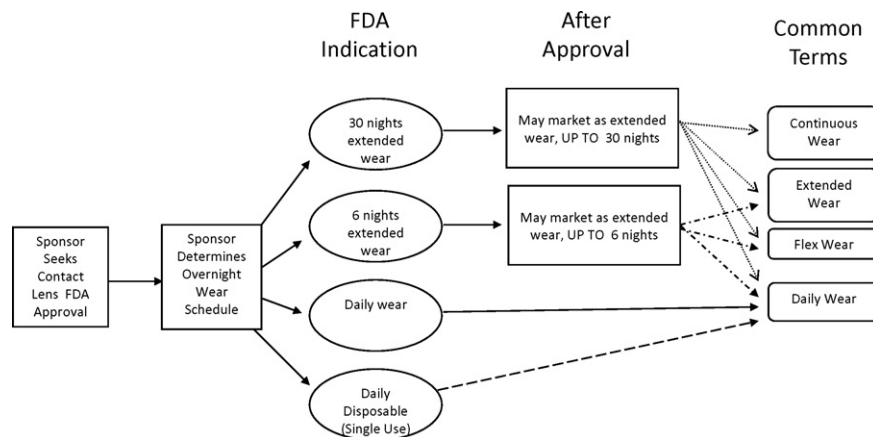 FDA
Indication
After
Approval
Common
Terms
Sponsor
Seeks
Contact
Lens FDA
Approval
Sponsor
Determines
Overnight
Wear
Schedule
30 nights
extended
wear
6 nights
extended
wear
Daily wear
Daily
Disposable
(Single Use)
May market as extended
wear, UP TO 30 nights
May market as extended
wear, UP TO 6 nights
Continuous
Wear
Extended
Wear
Flex Wear
Daily Wear